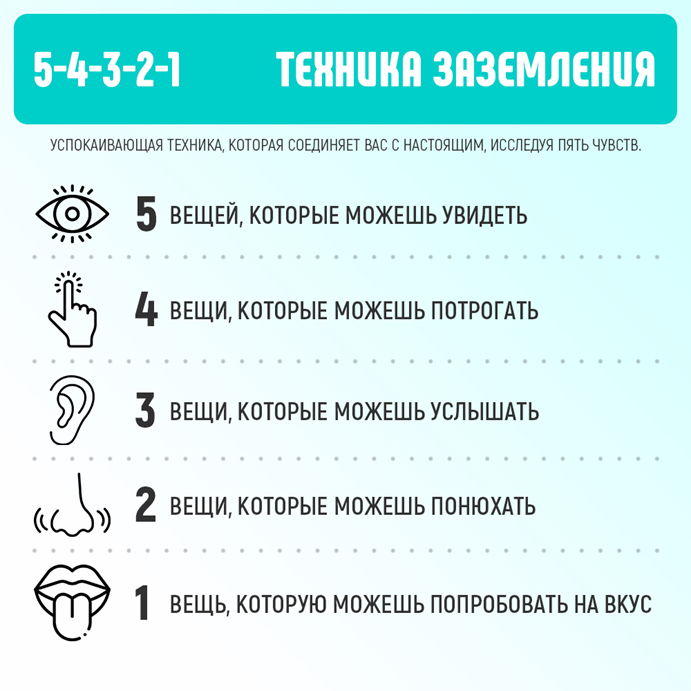 5-4-3-2-1 ТЕХНИКА ЗАЗЕМЛЕНИЯ
УСПОКАИВАЮЩАЯ ТЕХНИКА, КОТОРАЯ СОЕДИНЯЕТ ВАС С НАСТОЯЩИМ, ИССЛЕДУЯ ПЯТЬ ЧУВСТВ.
5 ВЕЩЕЙ, КОТОРЫЕ МОЖЕШЬ УВИДЕТЬ
4 ВЕЩИ, КОТОРЫЕ МОЖЕШЬ ПОТРОГАТЬ
3 ВЕЩИ, КОТОРЫЕ МОЖЕШЬ УСЛЫШАТЬ
2 ВЕЩИ, КОТОРЫЕ МОЖЕШЬ ПОНЮХАТЬ
1 ВЕЩЬ, КОТОРУЮ МОЖЕШЬ ПОПРОБОВАТЬ НА ВКУС